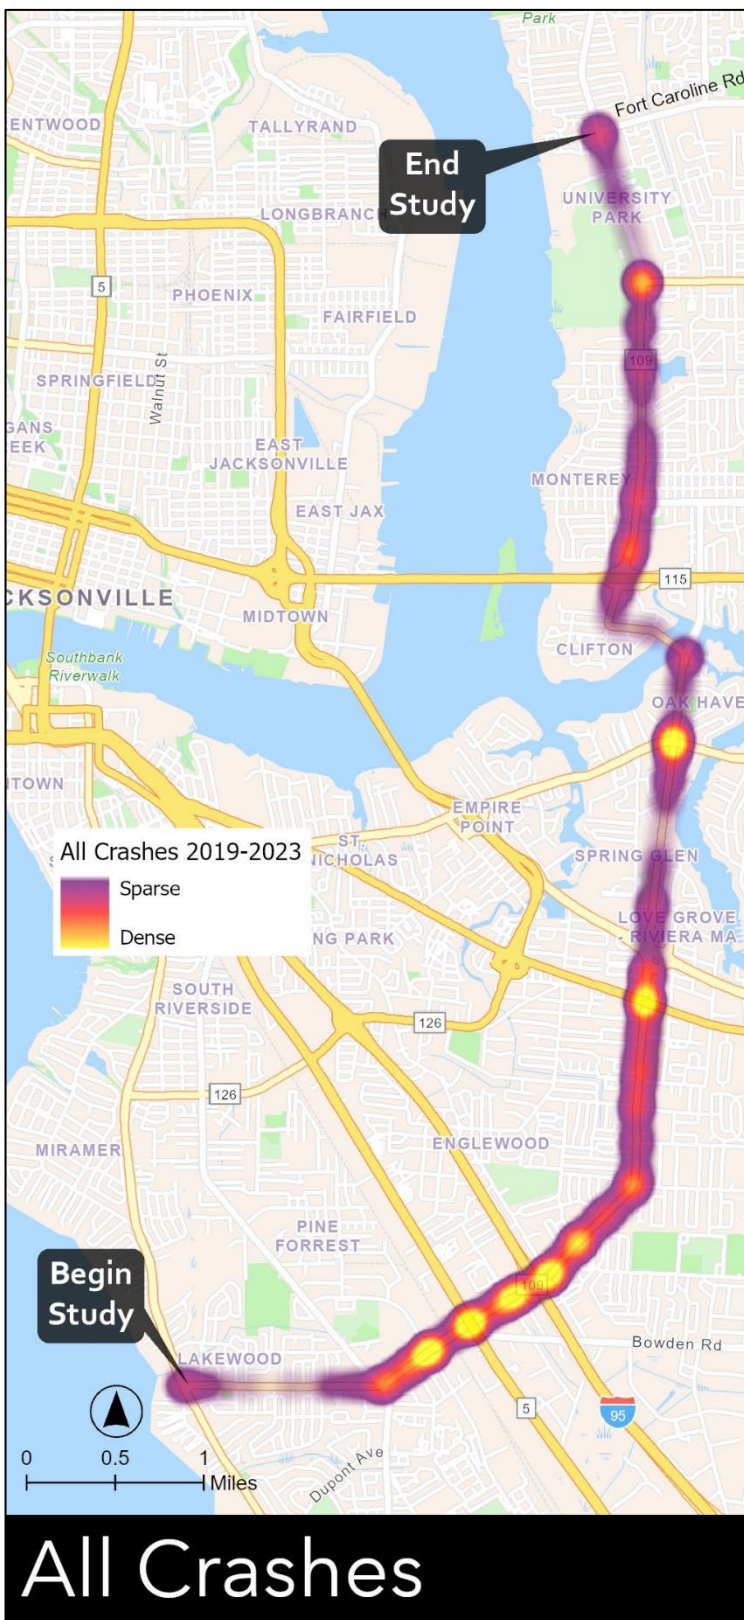 Park
Fort Caroline Rd
ENTWOOD
TALLYRAND
End
Study
UNIVERSITY
PARK
LONGBRANCH
5
PHOENIX
FAIRFIELD
109
SPRINGFIELD
Walnut St
GANS
EEK
EAST
JACKSONVILLE
MONTEREY
EAST JAX
115
CKSONVILLE
MIDTOWN
CLIFTON
Southbank
Riverwalk
OAK HAVE
NTOWN
EMPIRE
POINT
All Crashes 2019-2023
Sparse
Dense
ST
NICHOLAS
SPRING GLEN
LOVE GROVE
- RIVIERA MA
NG PARK
SOUTH
RIVERSIDE
126
126
MIRAMER
ENGLEWOOD
PINE
FORREST
Begin
Study
109
Bowden Rd
LAKEWOOD
5
95
0 0.5 1
Miles
Dupont Ave
All Crashes